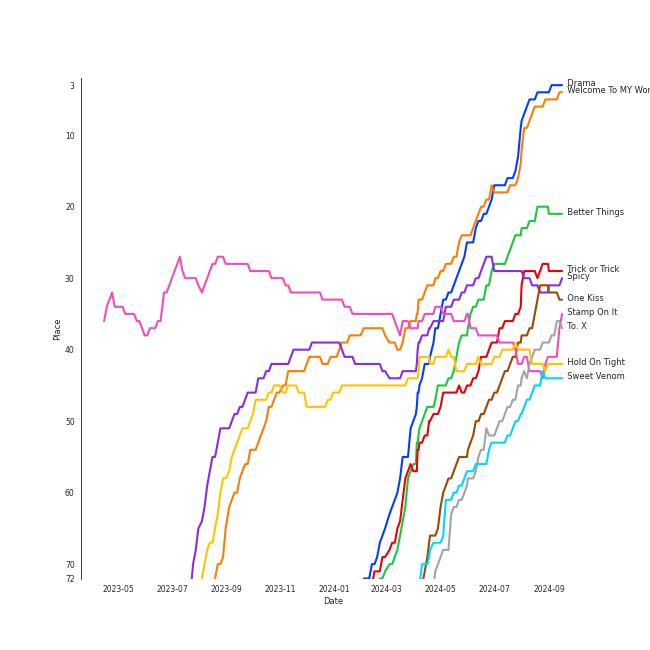 3
10
20
30
40
50
60
70
72
Place
2023-05
2023-07
2023-09
2023-11
2024-01
2024-03
2024-05
2024-07
2024-09
Date
Drama
Welcome To MY Wor
Better Things
Trick or Trick
Spicy
One Kiss
Stamp On It
To. X
Hold On Tight
Sweet Venom